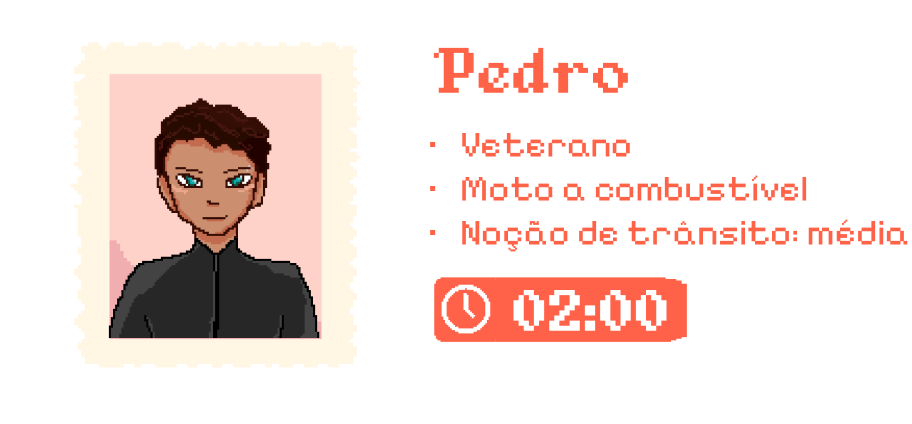 Pedro
• Veterano
• Moto a combustível
• Noção de trânsito: média
02:00